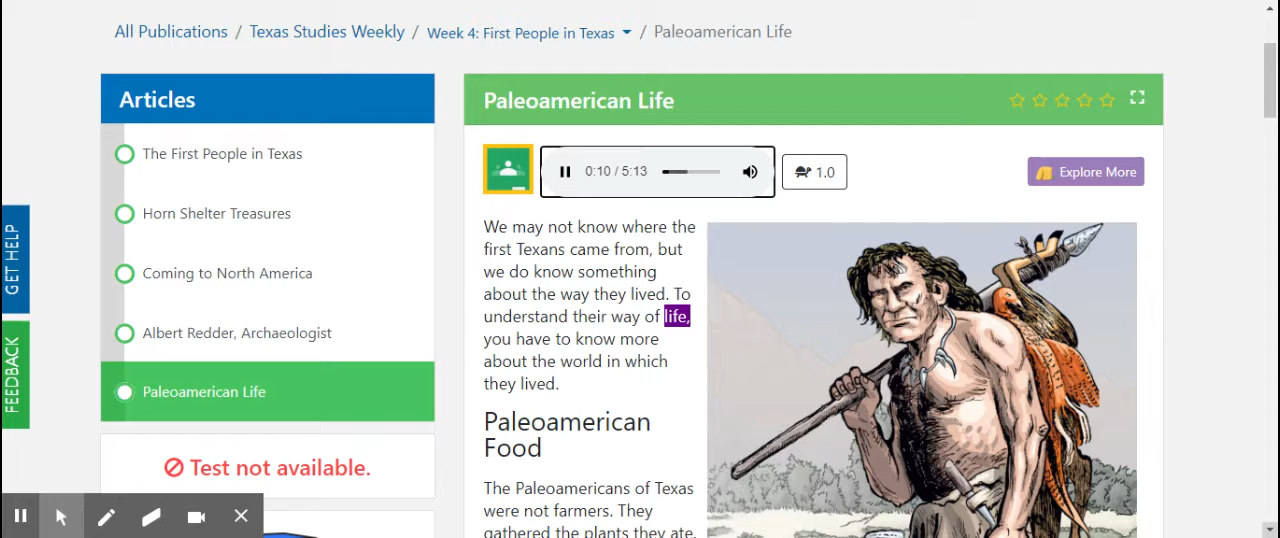 All Publications / Texas Studies Weekly / Week 4: First People in Texas / Paleoamerican Life
Articles
The First People in Texas
Horn Shelter Treasures
Coming to North America
Albert Redder, Archaeologist
Paleoamerican Life
Test not available.
GET HELP
FEEDBACK
Paleoamerican Life
0:10 / 5:13
1.0
Explore More
We may not know where the
first Texans came from, but
we do know something
about the way they lived. To
understand their way of life,
you have to know more
about the world in which
they lived.
Paleoamerican
Food
The Paleoamericans of Texas
were not farmers. They
gathered the plants they ate.